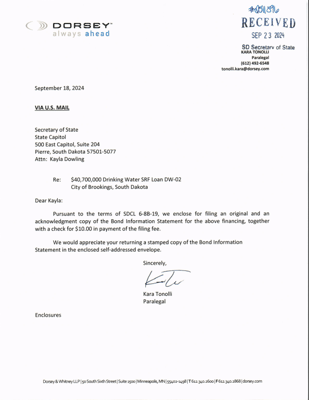 DORSEY
always ahead
RECEIVED
SEP 23 2024
SD Secretary of State
KARA TONOLLI
Paralegal
(612) 492-6548
tonolli.kara@dorsey.com
September 18, 2024
VIA U.S. MAIL
Secretary of State
State Capitol
500 East Capitol, Suite 204
Pierre, South Dakota 57501-5077
Attn: Kayla Dowling
Re: $40,700,000 Drinking Water SRF Loan DW-02
City of Brookings, South Dakota
Dear Kayla:
Pursuant to the terms of SDCL 6-8B-19, we enclose for filing an original and an
acknowledgment copy of the Bond Information Statement for the above financing, together
with a check for $10.00 in payment of the filing fee.
We would appreciate your returning a stamped copy of the Bond Information
Statement in the enclosed self-addressed envelope.
Sincerely,
Kara Tonolli
Paralegal
Enclosures
Dorsey & Whitney LLP | 50 South Sixth Street | Suite 1500 | Minneapolis, MN | 55402-1498 | T 612.340.2600 | F 612.340.2868 | dorsey.com